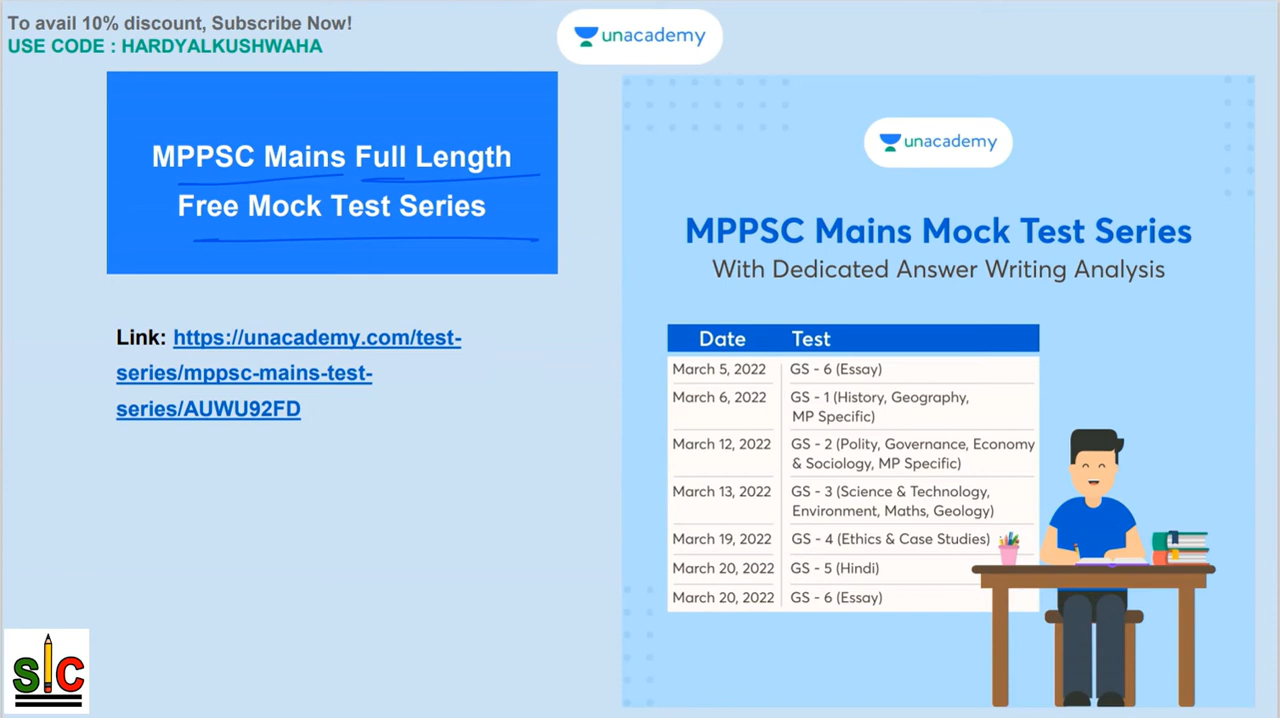 To avail 10% discount, Subscribe Now!
USE CODE : HARDYALKUSHWAHA
unacademy
MPPSC Mains Full Length
Free Mock Test Series
Link: https://unacademy.com/test-
series/mppsc-mains-test-
series/AUWU92FD
unacademy
MPPSC Mains Mock Test Series
With Dedicated Answer Writing Analysis
Date Test
March 5, 2022 GS - 6 (Essay)
March 6, 2022 GS - 1 (History, Geography,
MP Specific)
March 12, 2022 GS - 2 (Polity, Governance, Economy
& Sociology, MP Specific)
March 13, 2022 GS - 3 (Science & Technology,
Environment, Maths, Geology)
March 19, 2022 GS - 4 (Ethics & Case Studies)
March 20, 2022 GS - 5 (Hindi)
March 20, 2022 GS - 6 (Essay)
SIC